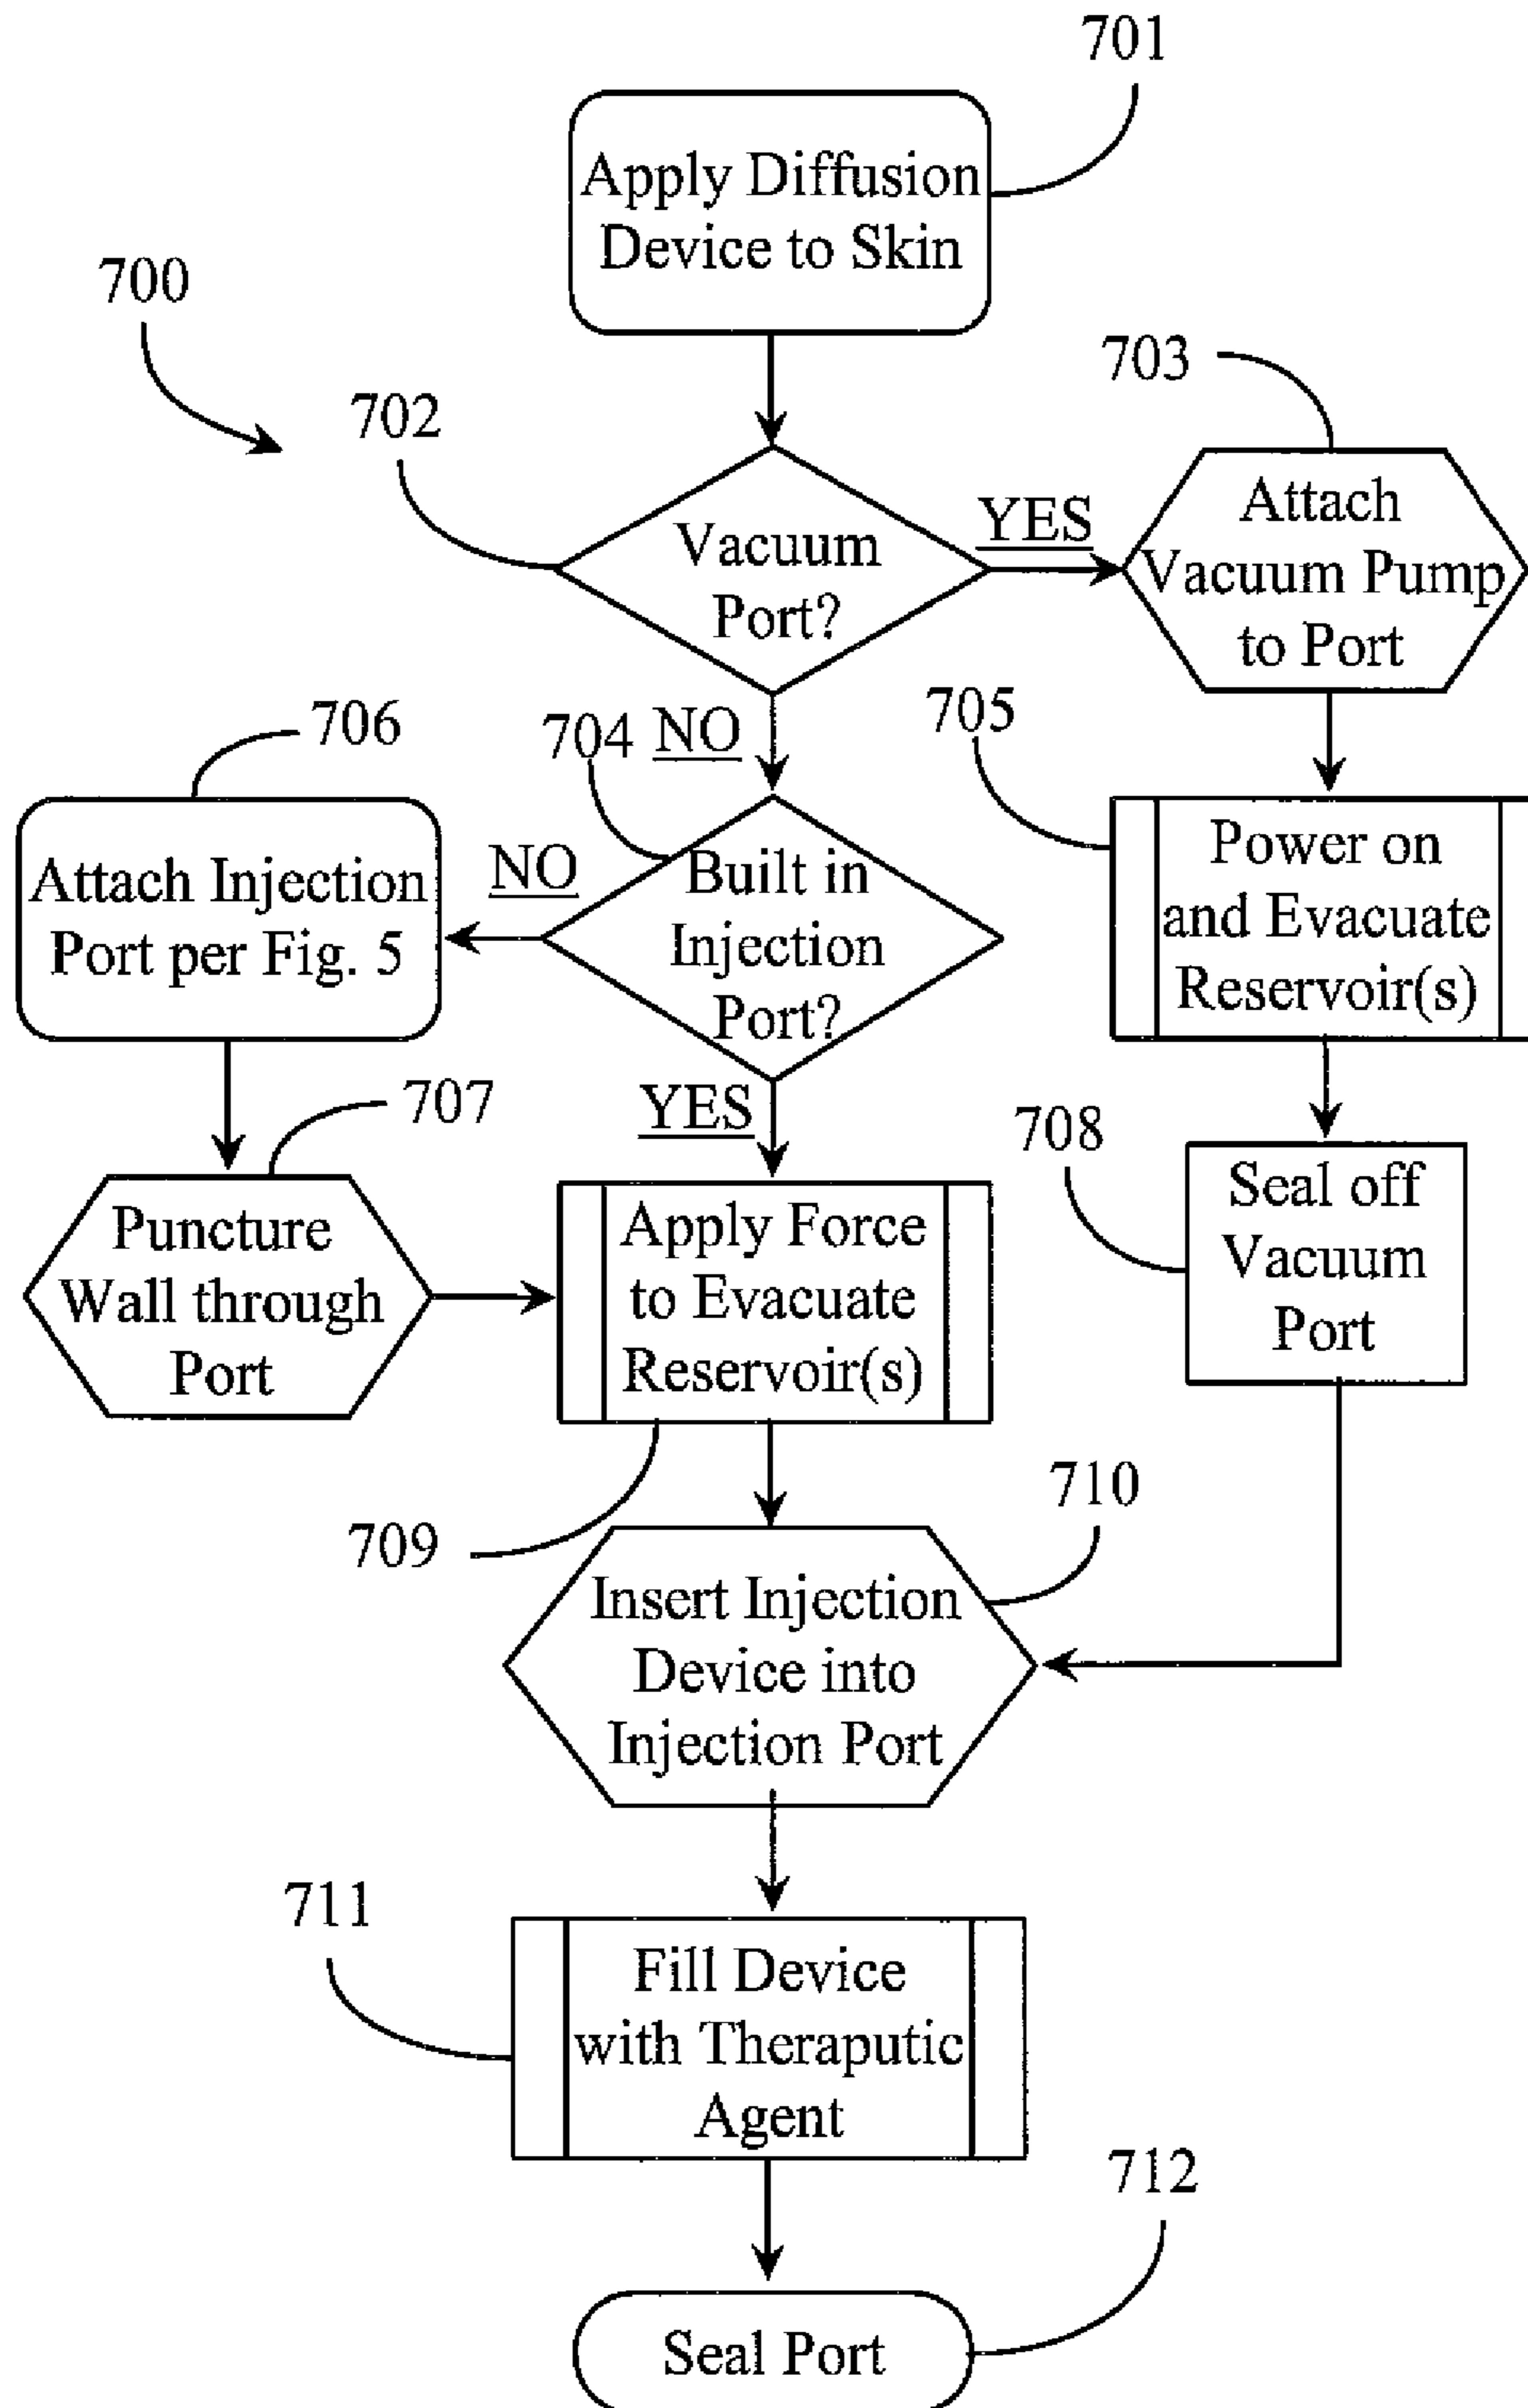 701
Apply Diffusion
Device to Skin
700
702
703
Vacuum
Port?
YES
Attach
Vacuum Pump
to Port
NO
704
705
706
Attach Injection
Port per Fig. 5
NO
Built in
Injection
Port?
Power on
and Evacuate
Reservoir(s)
YES
707
708
Puncture
Wall through
Port
Apply Force
to Evacuate
Reservoir(s)
Seal off
Vacuum
Port
709
710
Insert Injection
Device into
Injection Port
711
Fill Device
with Theraputic
Agent
712
Seal Port